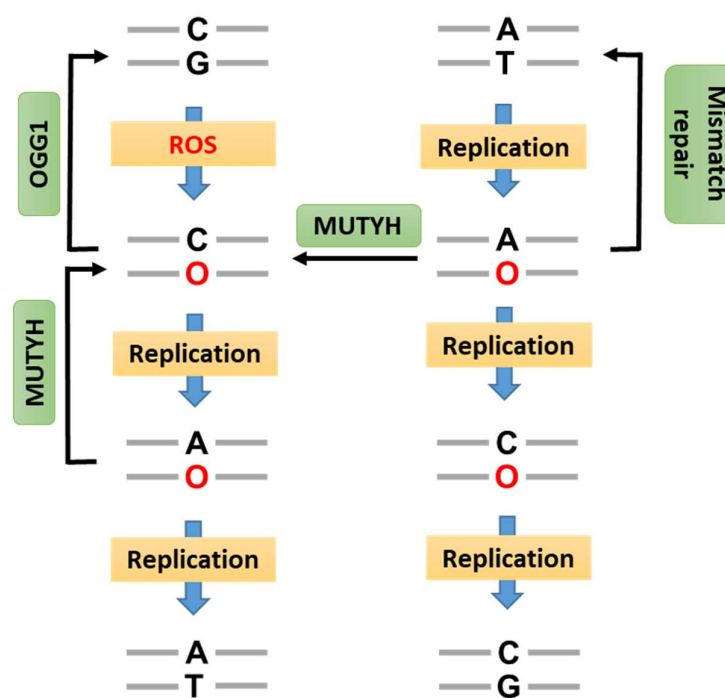 C
G
OGG1
ROS
C
O
MUTYH
Replication
A
O
Replication
A
T
A
T
Mismatch
repair
Replication
MUTYH
A
O
Replication
C
O
Replication
C
G